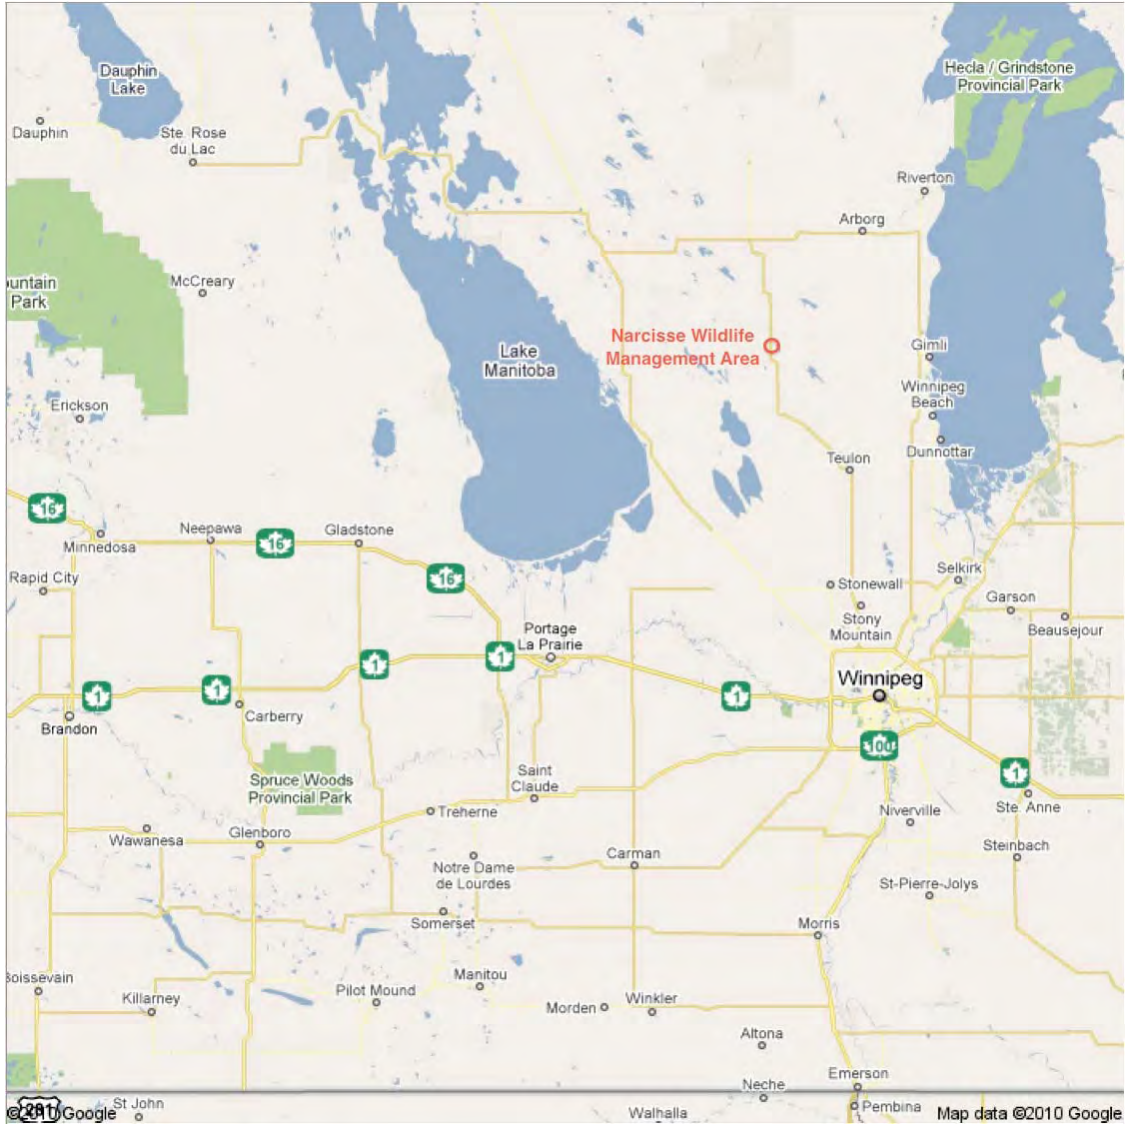 Dauphin
Lake
Hecla / Grindstone
Provincial Park
Dauphin
Ste. Rose
du Lac
Riverton
Arborg
ountain
Park
McCreary
Narcisse Wildlife
Management Area
Lake
Manitoba
Gimli
Winnipeg
Beach
Erickson
Dunnottar
Teulon
16
Neepawa
Gladstone
16
Minnedosa
16
Rapid City
Selkirk
Stonewall
Garson
Stony
Mountain
Beausejour
Portage
La Prairie
1
1
Winnipeg
1
1
1
Carberry
Brandon
100
1
Spruce Woods
Provincial Park
Saint
Claude
Treherne
Niverville
Ste. Anne
Wawanesa
Glenboro
Steinbach
Carman
Notre Dame
de Lourdes
St-Pierre-Jolys
Somerset
Morris
Boissevain
Manitou
Killarney
Pilot Mound
Morden
Winkler
Altona
Emerson
Neche
281
©2010 Google
St John
Walhalla
Pembina
Map data ©2010 Google